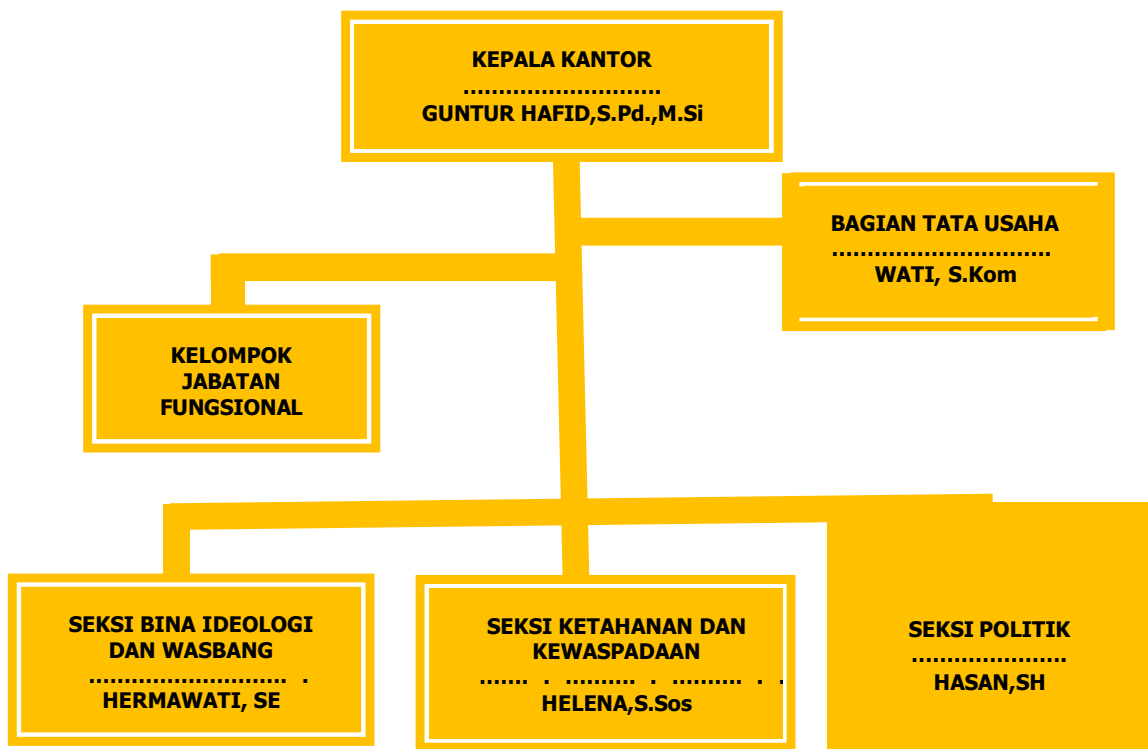 KEPALA KANTOR
............................
GUNTUR HAFID,S.Pd.,M.Si
BAGIAN TATA USAHA
...............................
WATI, S.Kom
KELOMPOK
JABATAN
FUNGSIONAL
SEKSI BINA IDEOLOGI
DAN WASBANG
............................ .
HERMAWATI, SE
SEKSI KETAHANAN DAN
KEWASPADAAN
....... . .......... . .......... . .
HELENA,S.Sos
SEKSI POLITIK
......................
HASAN,SH